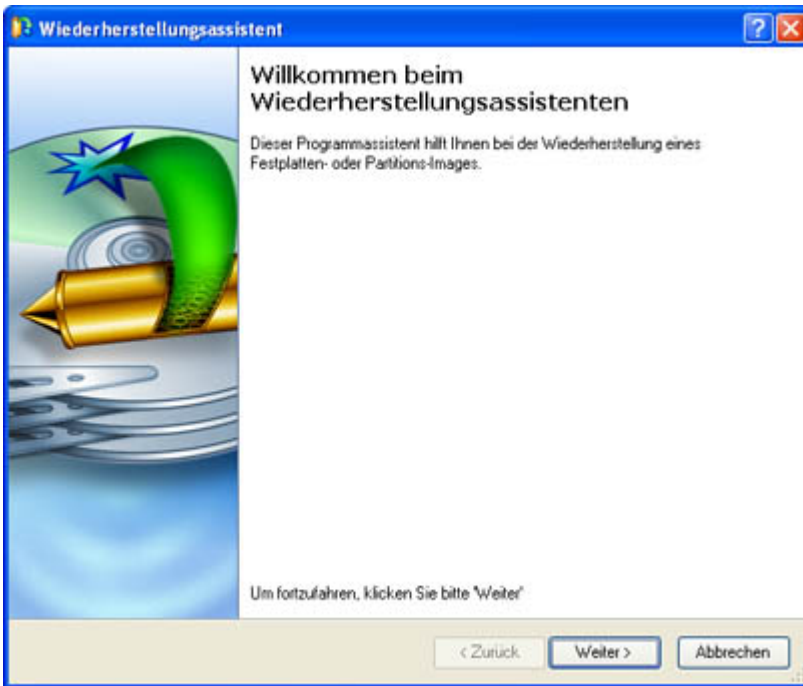 Wiederherstellungsassistent
Willkommen beim
Wiederherstellungsassistenten
Dieser Programmassistent hilft Ihnen bei der Wiederherstellung eines
Festplatten- oder Partitions-Images.
Um fortzufahren, klicken Sie bitte 'Weiter'
< Zurück
Weiter >
Abbrechen